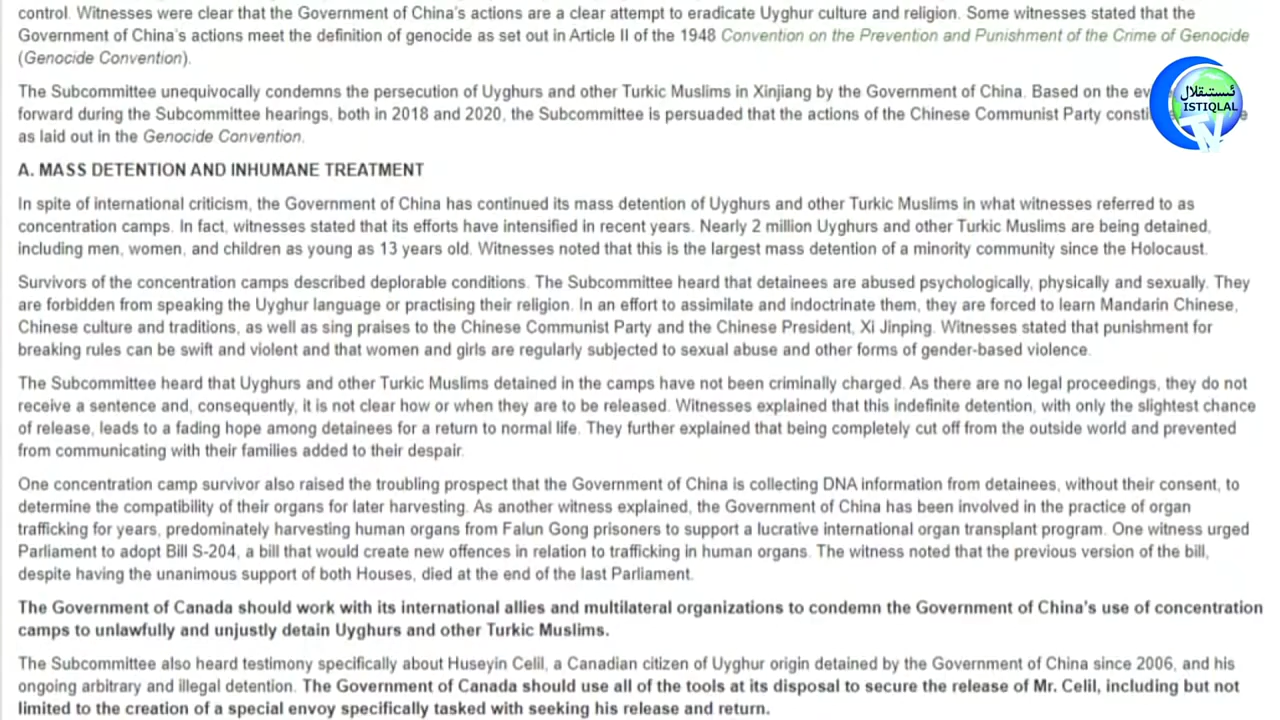 control. Witnesses were clear that the Government of China's actions are a clear attempt to eradicate Uyghur culture and religion. Some witnesses stated that the
Government of China's actions meet the definition of genocide as set out in Article II of the 1948 Convention on the Prevention and Punishment of the Crime of Genocide
(Genocide Convention).
The Subcommittee unequivocally condemns the persecution of Uyghurs and other Turkic Muslims in Xinjiang by the Government of China. Based on the
forward during the Subcommittee hearings, both in 2018 and 2020, the Subcommittee is persuaded that the actions of the Chinese Communist Party
as laid out in the Genocide Convention.
ئىستىقلال
ISTIQLAL
TV
A. MASS DETENTION AND INHUMANE TREATMENT
In spite of international criticism, the Government of China has continued its mass detention of Uyghurs and other Turkic Muslims in what witnesses referred to as
concentration camps. In fact, witnesses stated that its efforts have intensified in recent years. Nearly 2 million Uyghurs and other Turkic Muslims are being detained,
including men, women, and children as young as 13 years old. Witnesses noted that this is the largest mass detention of a minority community since the Holocaust.
Survivors of the concentration camps described deplorable conditions. The Subcommittee heard that detainees are abused psychologically, physically and sexually. They
are forbidden from speaking the Uyghur language or practising their religion. In an effort to assimilate and indoctrinate them, they are forced to learn Mandarin Chinese,
Chinese culture and traditions, as well as sing praises to the Chinese Communist Party and the Chinese President, Xi Jinping. Witnesses stated that punishment for
breaking rules can be swift and violent and that women and girls are regularly subjected to sexual abuse and other forms of gender-based violence.
The Subcommittee heard that Uyghurs and other Turkic Muslims detained in the camps have not been criminally charged. As there are no legal proceedings, they do not
receive a sentence and, consequently, it is not clear how or when they are to be released. Witnesses explained that this indefinite detention, with only the slightest chance
of release, leads to a fading hope among detainees for a return to normal life. They further explained that being completely cut off from the outside world and prevented
from communicating with their families added to their despair.
One concentration camp survivor also raised the troubling prospect that the Government of China is collecting DNA information from detainees, without their consent, to
determine the compatibility of their organs for later harvesting. As another witness explained, the Government of China has been involved in the practice of organ
trafficking for years, predominately harvesting human organs from Falun Gong prisoners to support a lucrative international organ transplant program. One witness urged
Parliament to adopt Bill S-204, a bill that would create new offences in relation to trafficking in human organs. The witness noted that the previous version of the bill,
despite having the unanimous support of both Houses, died at the end of the last Parliament.
The Government of Canada should work with its international allies and multilateral organizations to condemn the Government of China's use of concentration
camps to unlawfully and unjustly detain Uyghurs and other Turkic Muslims.
The Subcommittee also heard testimony specifically about Huseyin Celil, a Canadian citizen of Uyghur origin detained by the Government of China since 2006, and his
ongoing arbitrary and illegal detention. The Government of Canada should use all of the tools at its disposal to secure the release of Mr. Celil, including but not
limited to the creation of a special envoy specifically tasked with seeking his release and return.